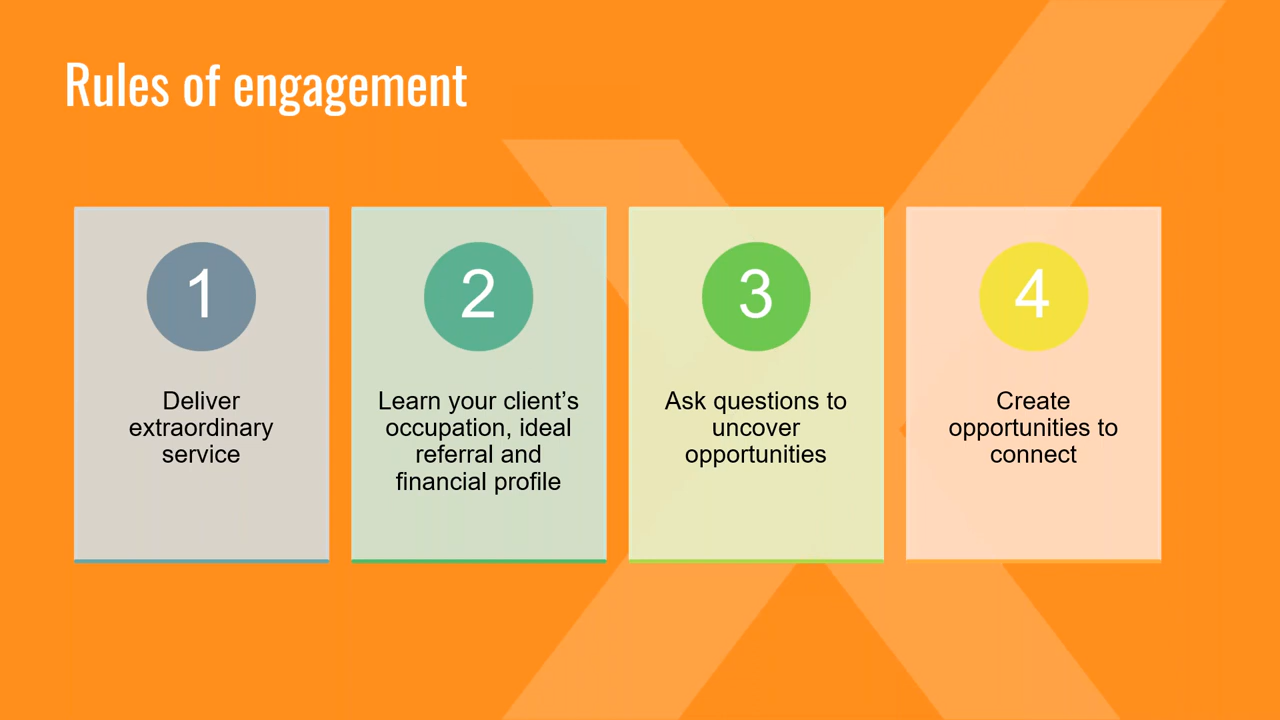 Rules of engagement
1
Deliver
extraordinary
service
2
Learn your client’s
occupation, ideal
referral and
financial profile
3
Ask questions to
uncover
opportunities
4
Create
opportunities to
connect